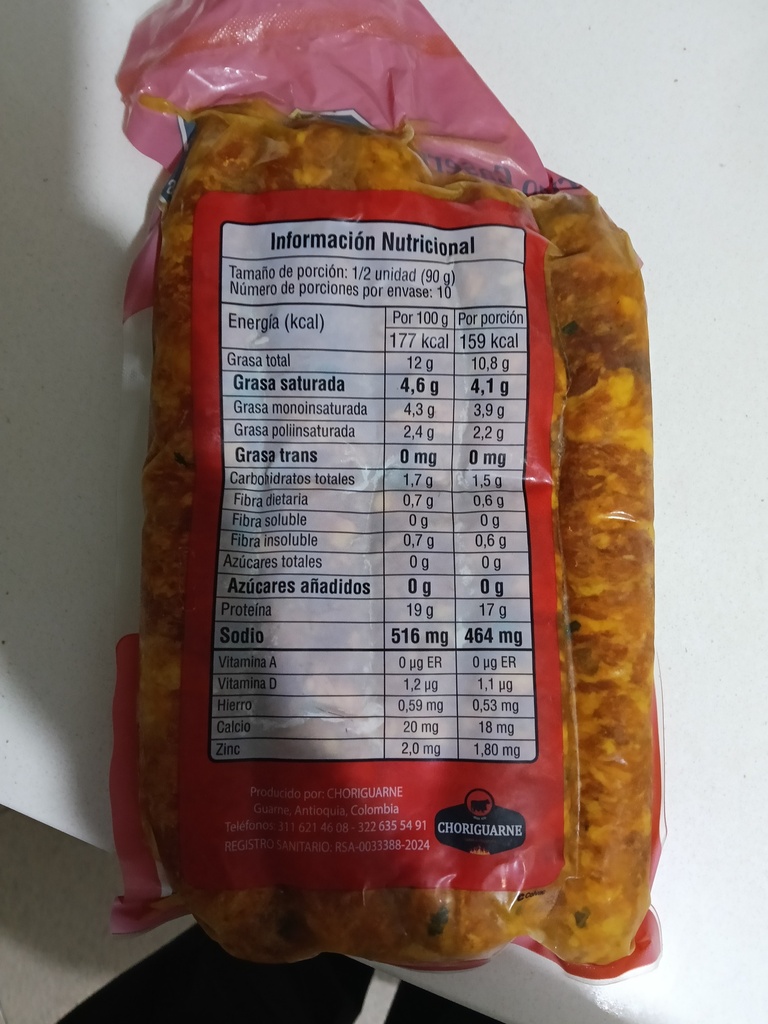 Información Nutricional
Tamaño de porción: 1/2 unidad (90 g)
Número de porciones por envase: 10
Energía (kcal) Por 100 g Por porción
177 kcal 159 kcal
Grasa total 12 g 10,8 g
Grasa saturada 4,6 g 4,1 g
Grasa monoinsaturada 4,3 g 3,9 g
Grasa poliinsaturada 2,4 g 2,2 g
Grasa trans 0 mg 0 mg
Carbohidratos totales 1,7 g 1,5 g
Fibra dietaria 0,7 g 0,6 g
Fibra soluble 0 g 0 g
Fibra insoluble 0,7 g 0,6 g
Azúcares totales 0 g 0 g
Azúcares añadidos 0 g 0 g
Proteína 19 g 17 g
Sodio 516 mg 464 mg
Vitamina A 0 µg ER 0 µg ER
Vitamina D 1,2 µg 1,1 µg
Hierro 0,59 mg 0,53 mg
Calcio 20 mg 18 mg
Zinc 2,0 mg 1,80 mg
Producido por: CHORIGUARNE
Guarne, Antioquia, Colombia
Teléfonos: 311 621 46 08 - 322 635 54 91
REGISTRO SANITARIO: RSA-0033388-2024
CHORIGUARNE